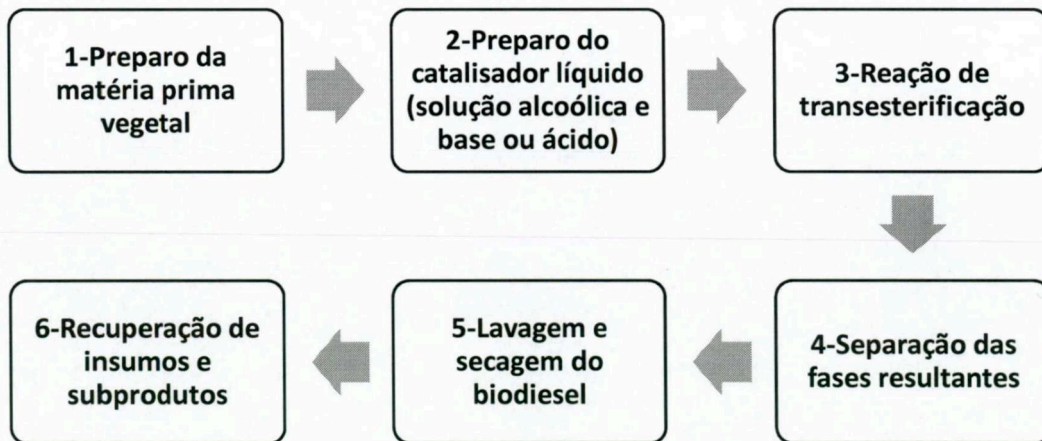 1-Preparo da
matéria prima
vegetal
2-Preparo do
catalisador líquido
(solução alcoólica e
base ou ácido)
3-Reação de
transesterificação
4-Separação das
fases resultantes
5-Lavagem e
secagem do
biodiesel
6-Recuperação de
insumos e
subprodutos